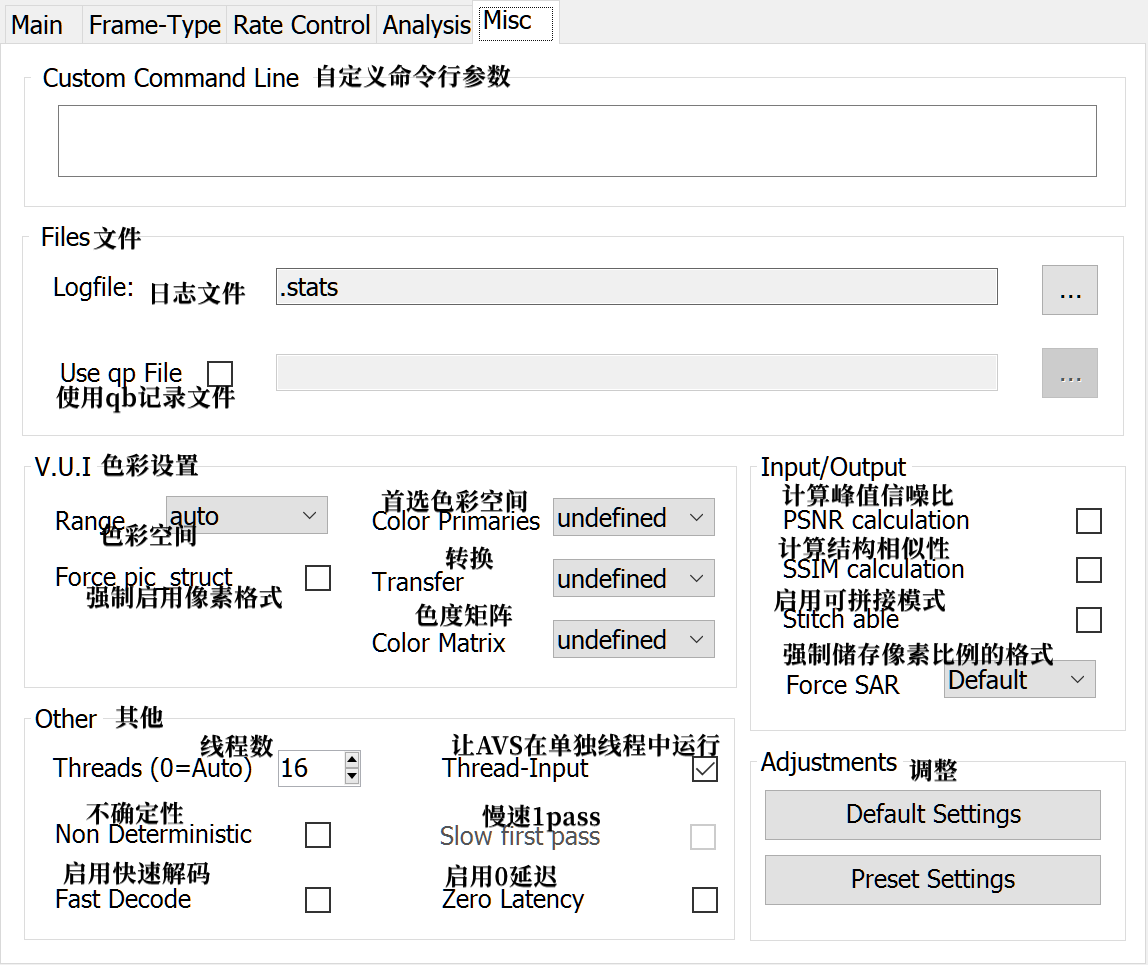 Main Frame-Type Rate Control Analysis Misc
Custom Command Line 自定义命令行参数
Files 文件
Logfile: 日志文件 .stats ...
Use qp File ...
使用qb记录文件
V.U.I 色彩设置
Range auto
色彩空间
首选色彩空间
Color Primaries undefined
Force pic_struct
强制启用像素格式
转换
Transfer undefined
色度矩阵
Color Matrix undefined
Input/Output
计算峰值信噪比
PSNR calculation
计算结构相似性
SSIM calculation
启用可拼接模式
Stitch able
强制储存像素比例的格式
Force SAR Default
Other 其他
线程数
Threads (0=Auto) 16
让AVS在单独线程中运行
Thread-Input
不确定性
Non Deterministic
慢速1pass
Slow first pass
启用快速解码
Fast Decode
启用0延迟
Zero Latency
Adjustments 调整
Default Settings
Preset Settings